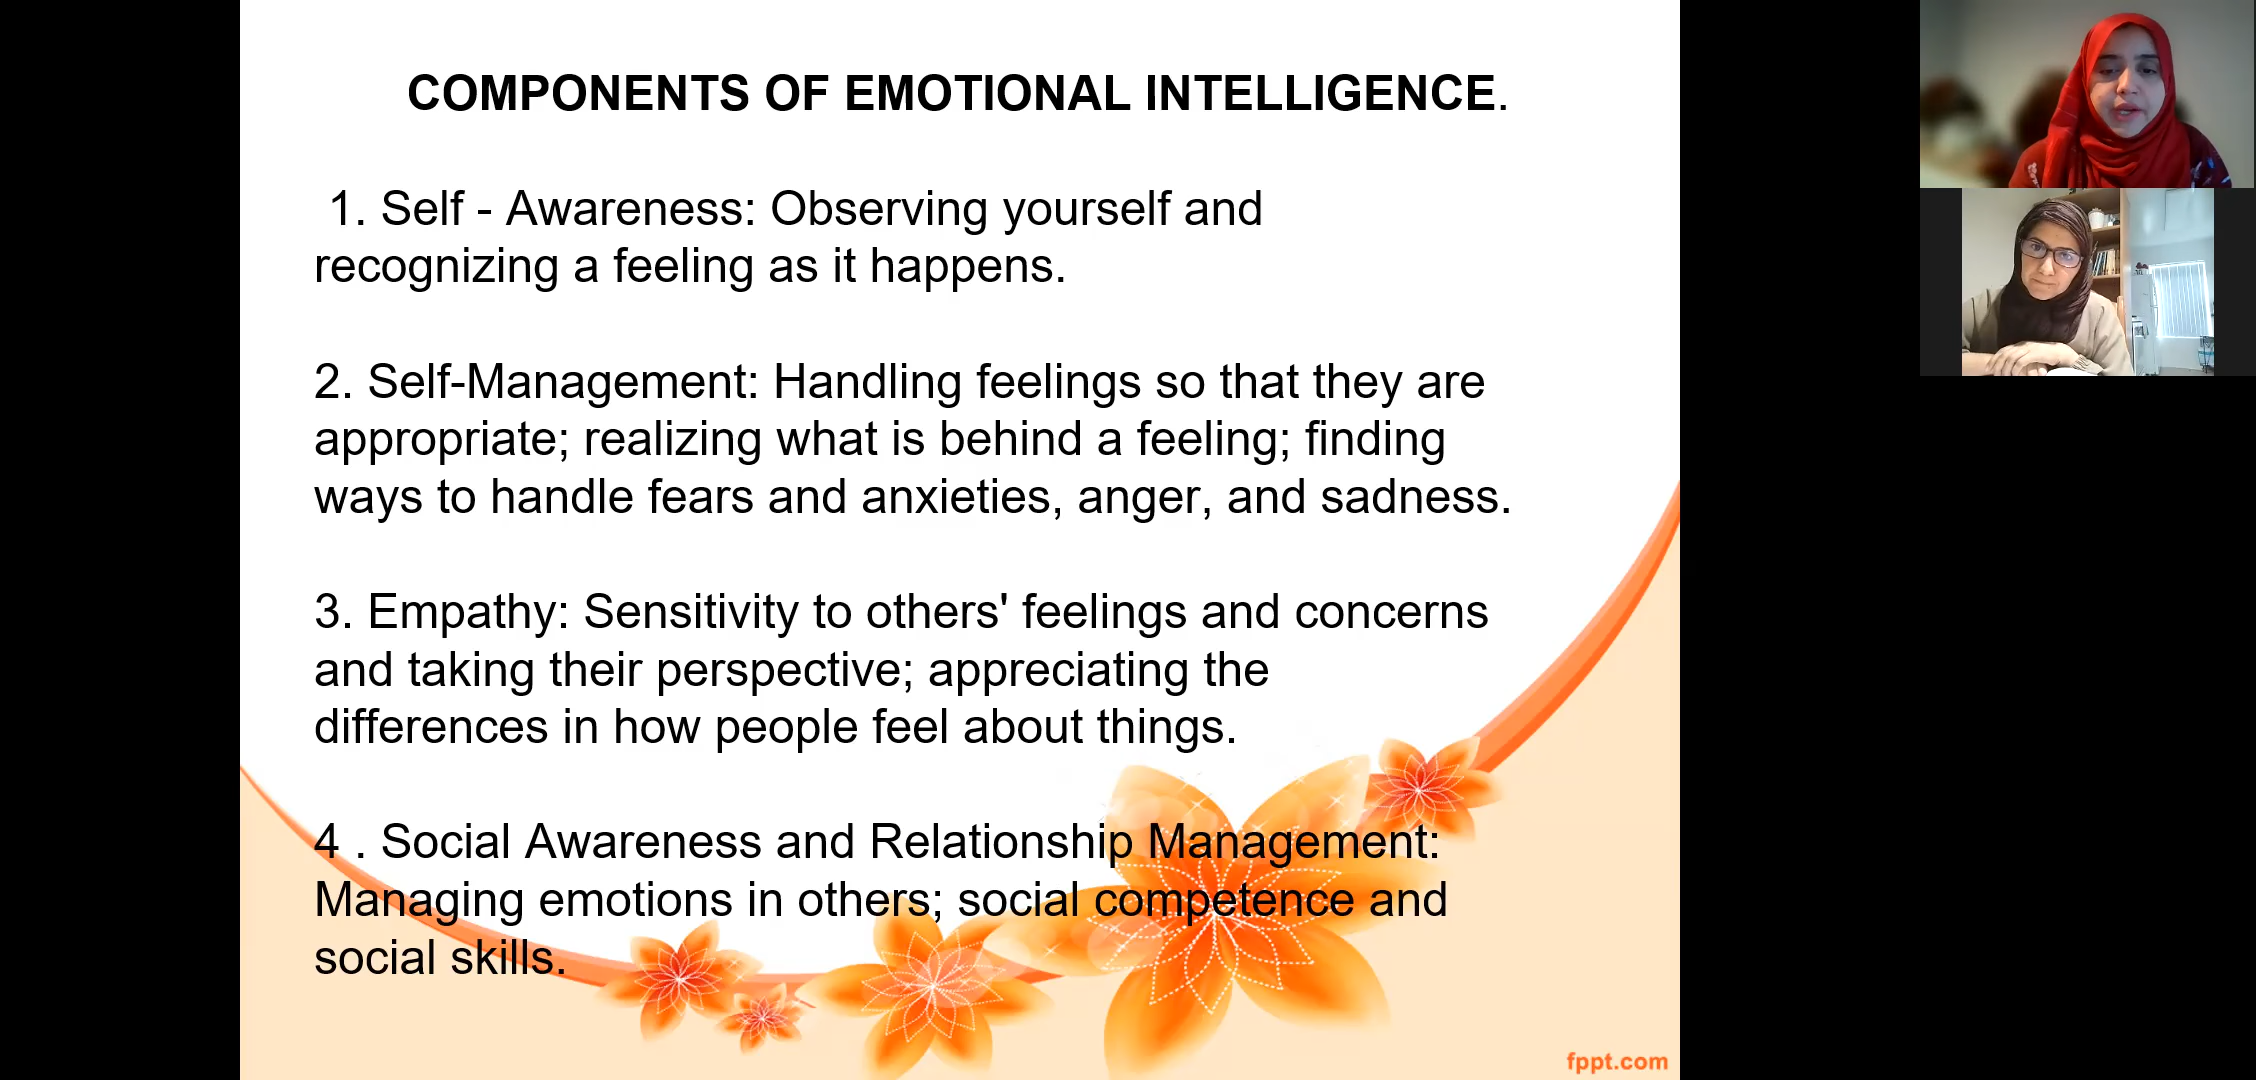 COMPONENTS OF EMOTIONAL INTELLIGENCE.
1. Self - Awareness: Observing yourself and
recognizing a feeling as it happens.
2. Self-Management: Handling feelings so that they are
appropriate; realizing what is behind a feeling; finding
ways to handle fears and anxieties, anger, and sadness.
3. Empathy: Sensitivity to others' feelings and concerns
and taking their perspective; appreciating the
differences in how people feel about things.
4 . Social Awareness and Relationship Management:
Managing emotions in others; social competence and
social skills.
fppt.com